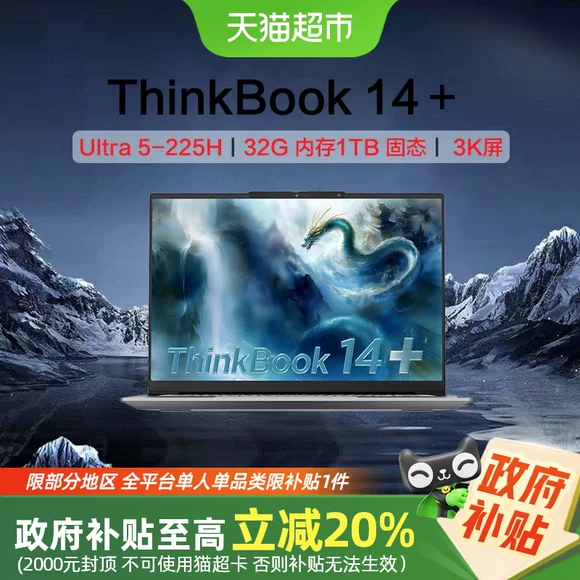 天猫超市
ThinkBook 14+
Ultra 5-225H | 32G 内存1TB 固态 | 3K屏
ThinkBook 14+
限部分地区 全平台单人单品类限补贴1件
政府补贴至高 立减20%
(2000元封顶 不可使用猫超卡 否则补贴无法生效)
政府
补贴